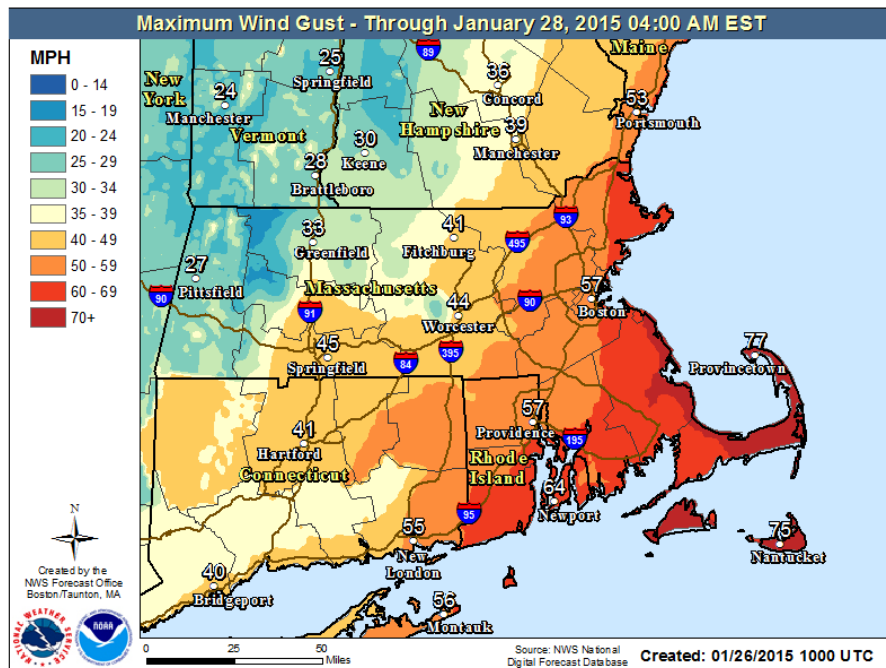 Maximum Wind Gust - Through January 28, 2015 04:00 AM EST
MPH
0 - 14
15 - 19
20 - 24
25 - 29
30 - 34
35 - 39
40 - 49
50 - 59
60 - 69
70+
New
York
24
Manchester
Vermont
25
Springfield
89
36
Concord
Maine
New
Hampshire
39
Manchester
53
Portsmouth
30
Keene
28
Brattleboro
33
Greenfield
41
Fitchburg
495
93
27
Pittsfield
90
Massachusetts
91
44
Worcester
90
57
Boston
45
Springfield
84
395
77
Provincetown
41
Hartford
Connecticut
57
Providence
195
Rhode
Island
64
Newport
95
55
New
London
75
Nantucket
40
Bridgeport
56
Montauk
N
Created by the
NWS Forecast Office
Boston/Taunton, MA
NATIONAL WEATHER SERVICE
NOAA
0 25 50
Miles
Source: NWS National
Digital Forecast Database
Created: 01/26/2015 1000 UTC